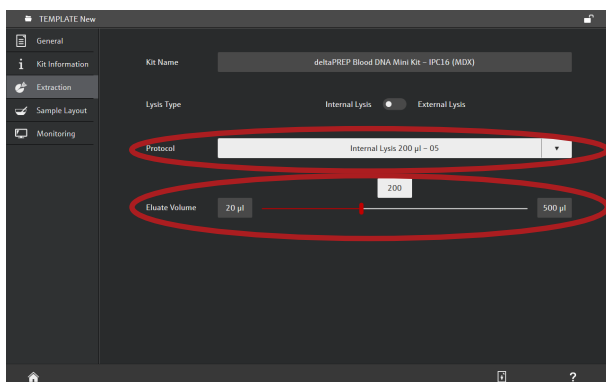 TEMPLATE New
General
Kit Information
Extraction
Sample Layout
Monitoring
Kit Name deltaPREP Blood DNA Mini Kit – IPC16 (MDX)
Lysis Type Internal Lysis External Lysis
Protocol Internal Lysis 200 µl – 05
200
Eluate Volume 20 µl 500 µl
?